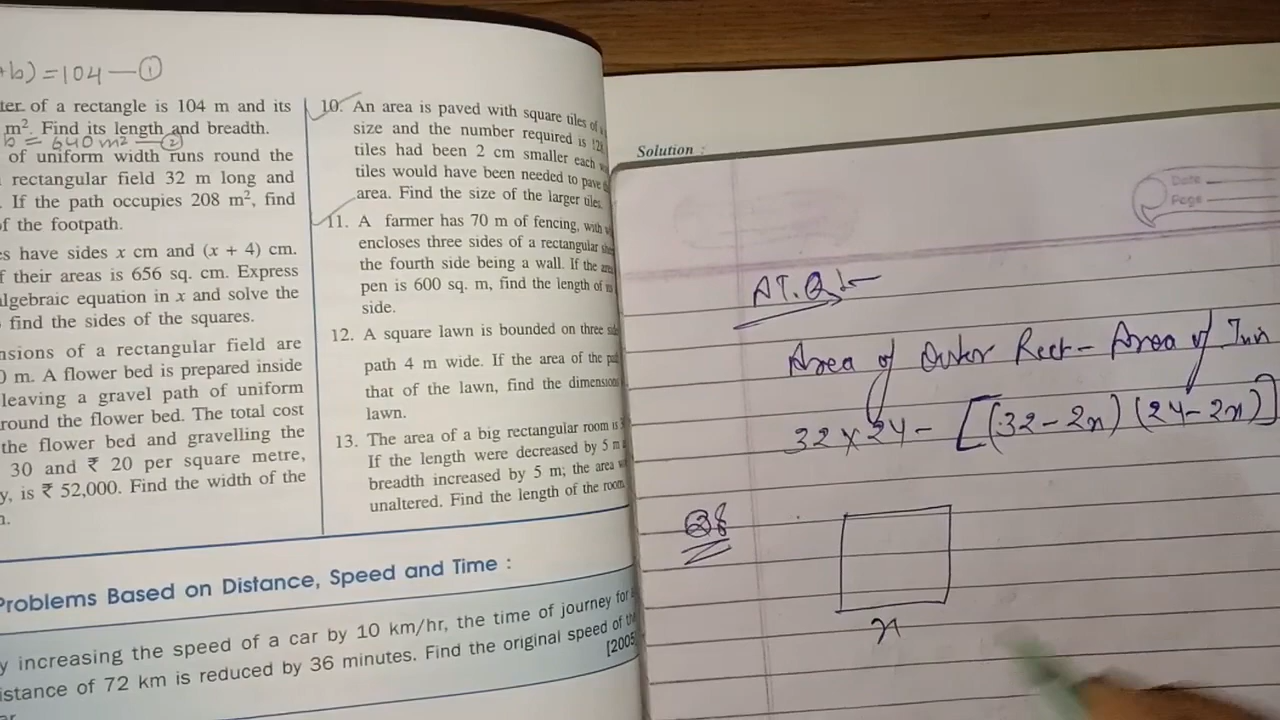 +b) = 104 — ①
ter of a rectangle is 104 m and its
m². Find its length and breadth.
b = 640 m² — ②
of uniform width runs round the
rectangular field 32 m long and
. If the path occupies 208 m², find
of the footpath.
es have sides x cm and (x + 4) cm.
f their areas is 656 sq. cm. Express
lgebraic equation in x and solve the
find the sides of the squares.
nsions of a rectangular field are
0 m. A flower bed is prepared inside
leaving a gravel path of uniform
round the flower bed. The total cost
the flower bed and gravelling the
30 and ₹ 20 per square metre,
y, is ₹ 52,000. Find the width of the
10. An area is paved with square tiles of
size and the number required is
tiles had been 2 cm smaller each
tiles would have been needed to pave
area. Find the size of the larger tiles.
11. A farmer has 70 m of fencing, with
encloses three sides of a rectangular
the fourth side being a wall. If the
pen is 600 sq. m, find the length of
side.
12. A square lawn is bounded on three
path 4 m wide. If the area of the
that of the lawn, find the dimensions
lawn.
13. The area of a big rectangular room is
If the length were decreased by 5 m
breadth increased by 5 m; the area
unaltered. Find the length of the room
Problems Based on Distance, Speed and Time :
y increasing the speed of a car by 10 km/hr, the time of journey for
istance of 72 km is reduced by 36 minutes. Find the original speed of
[2005
Solution :
Date
Page
AT.Q:-
Area of Outer Rect - Area of Inn
32 x 24 - [(32 - 2x) (24 - 2x)]
Q8
x